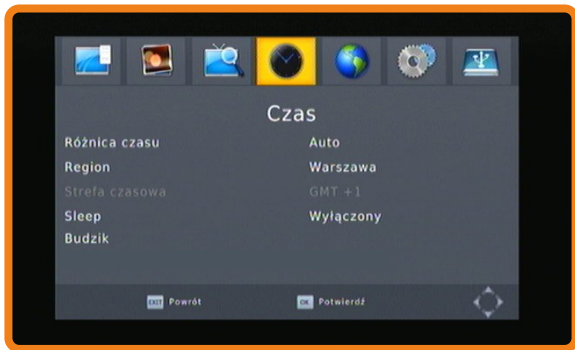 Czas
Różnica czasu Auto
Region Warszawa
Strefa czasowa GMT +1
Sleep Wyłączony
Budzik
EXIT Powrót OK Potwierdź